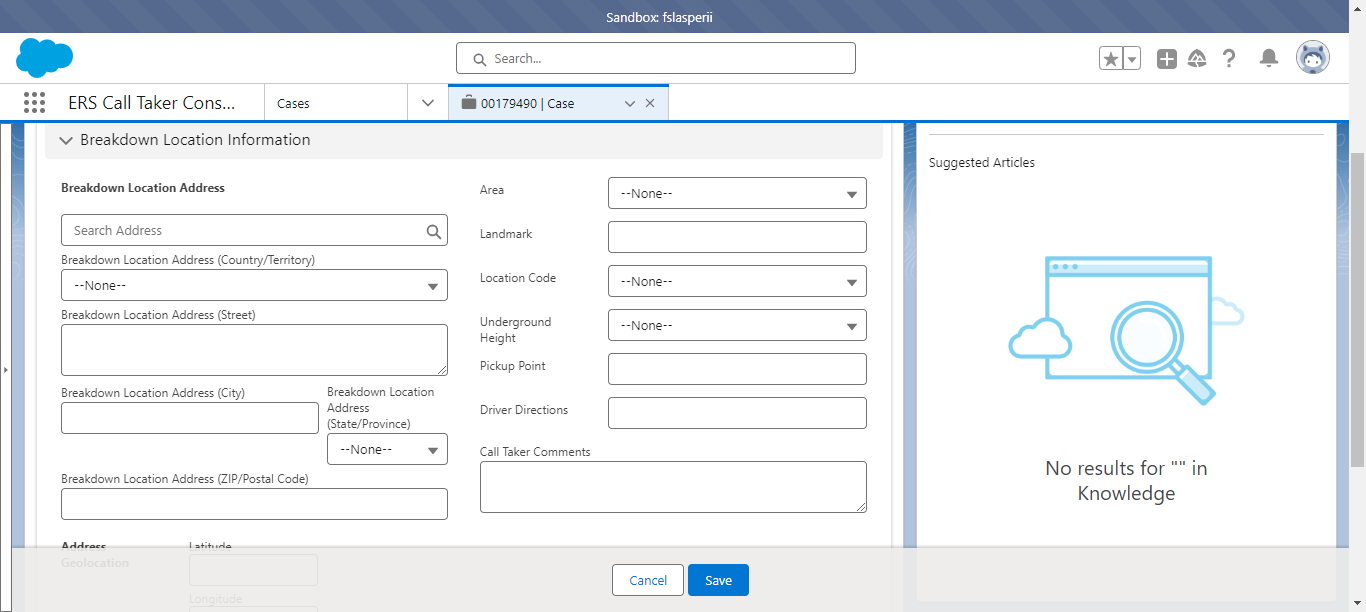 Sandbox: fslasperii
Search...
ERS Call Taker Cons...
Cases
00179490 | Case
Breakdown Location Information
Breakdown Location Address
Search Address
Breakdown Location Address (Country/Territory)
--None--
Breakdown Location Address (Street)
Breakdown Location Address (City)
Breakdown Location
Address
(State/Province)
--None--
Breakdown Location Address (ZIP/Postal Code)
Address
Geolocation
Latitude
Longitude
Area
--None--
Landmark
Location Code
--None--
Underground
Height
--None--
Pickup Point
Driver Directions
Call Taker Comments
Suggested Articles
No results for "" in
Knowledge
Cancel
Save